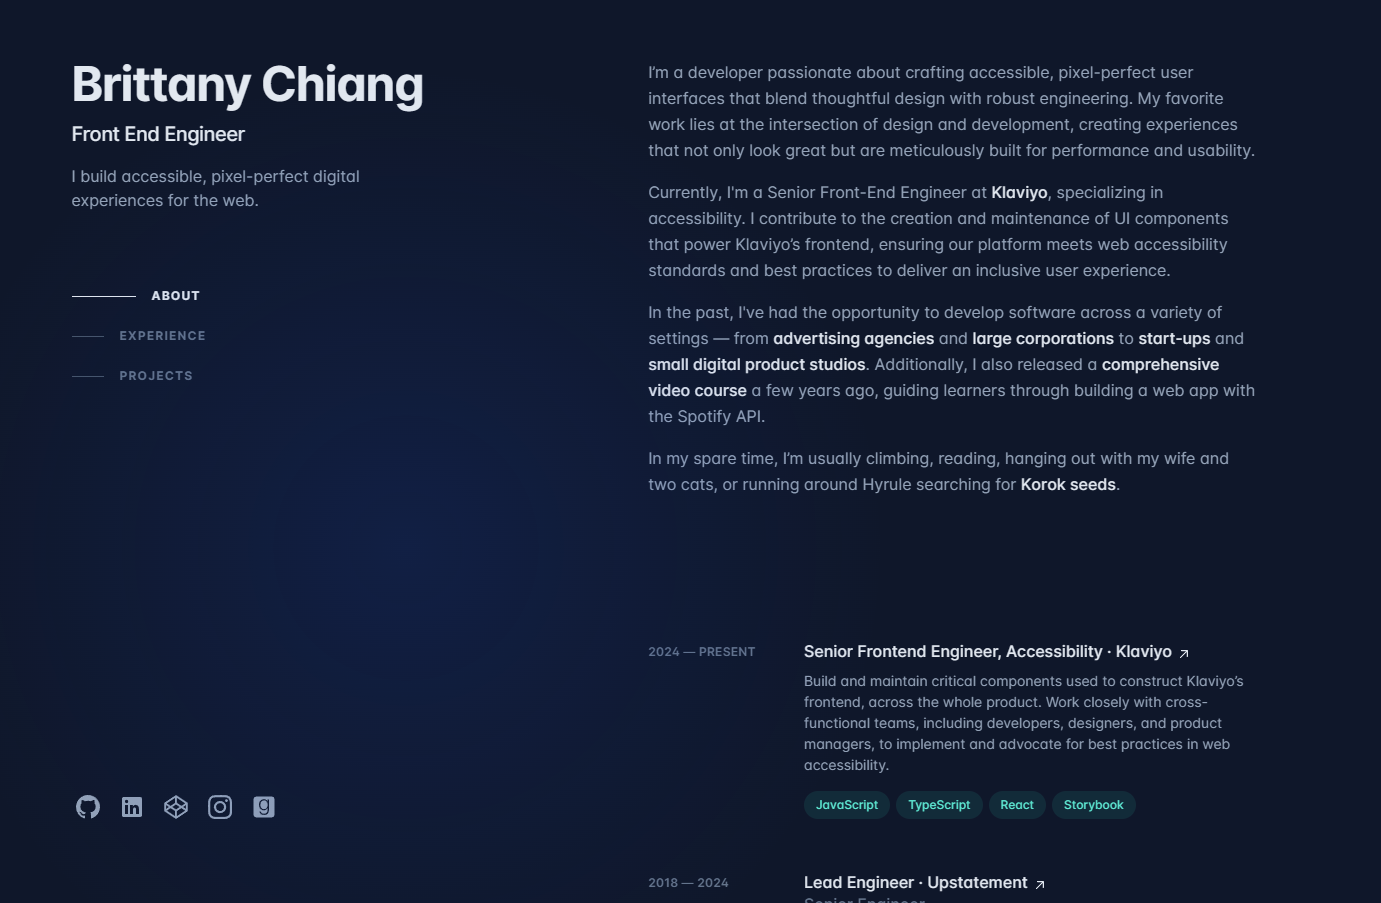 Brittany Chiang
Front End Engineer
I build accessible, pixel-perfect digital
experiences for the web.
ABOUT
EXPERIENCE
PROJECTS
I’m a developer passionate about crafting accessible, pixel-perfect user
interfaces that blend thoughtful design with robust engineering. My favorite
work lies at the intersection of design and development, creating experiences
that not only look great but are meticulously built for performance and usability.
Currently, I'm a Senior Front-End Engineer at Klaviyo, specializing in
accessibility. I contribute to the creation and maintenance of UI components
that power Klaviyo’s frontend, ensuring our platform meets web accessibility
standards and best practices to deliver an inclusive user experience.
In the past, I've had the opportunity to develop software across a variety of
settings — from advertising agencies and large corporations to start-ups and
small digital product studios. Additionally, I also released a comprehensive
video course a few years ago, guiding learners through building a web app with
the Spotify API.
In my spare time, I’m usually climbing, reading, hanging out with my wife and
two cats, or running around Hyrule searching for Korok seeds.
2024 — PRESENT
Senior Frontend Engineer, Accessibility · Klaviyo
Build and maintain critical components used to construct Klaviyo’s
frontend, across the whole product. Work closely with cross-
functional teams, including developers, designers, and product
managers, to implement and advocate for best practices in web
accessibility.
JavaScript TypeScript React Storybook
2018 — 2024
Lead Engineer · Upstatement
Senior Engineer